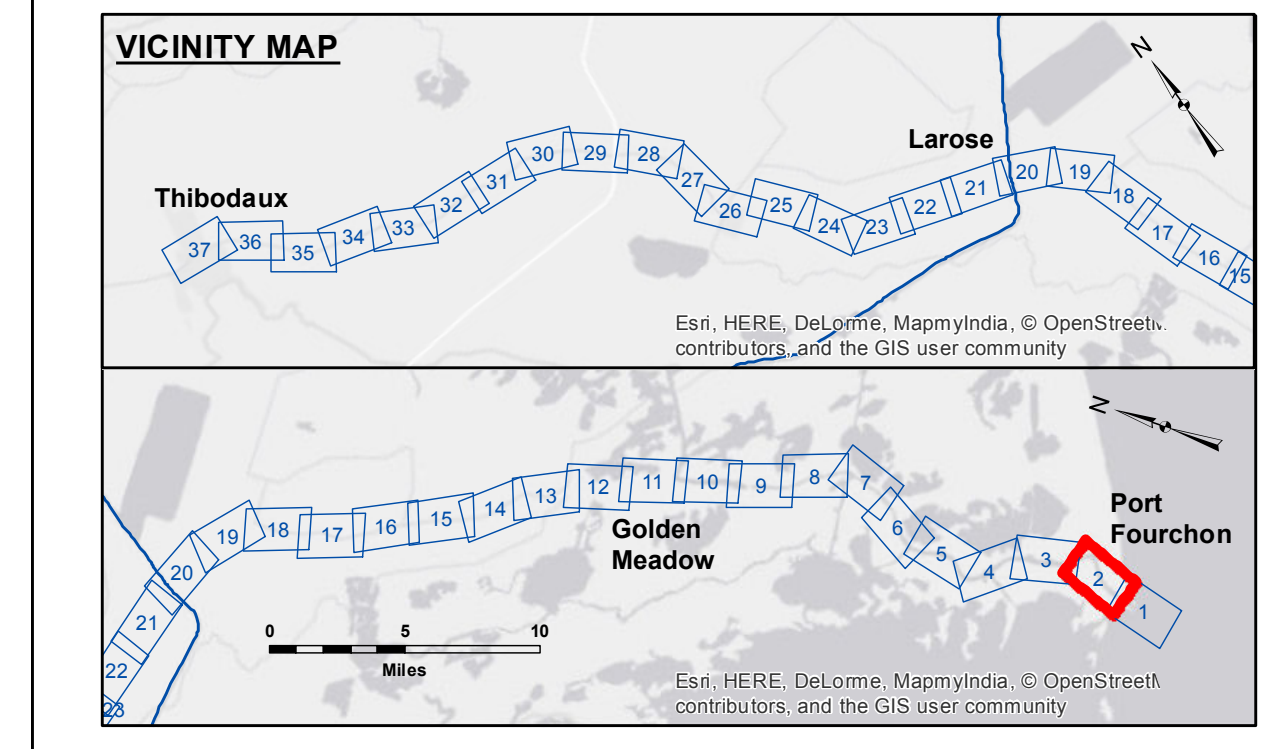 VICINITY MAP
N
Larose
Thibodaux
30 29 28
27
31
32
26 25
24 23 22 21 20 19
18
17
16
15
33
34
35
36
37
Esri, HERE, DeLorme, MapmyIndia, © OpenStreet
contributors, and the GIS user community
N
Port
Fourchon
Golden
Meadow
23
22
21
20
19 18 17 16 15 14 13 12 11 10 9 8 7
6
5
4 3 2 1
0 5 10
Miles
Esri, HERE, DeLorme, MapmyIndia, © OpenStreet
contributors, and the GIS user community